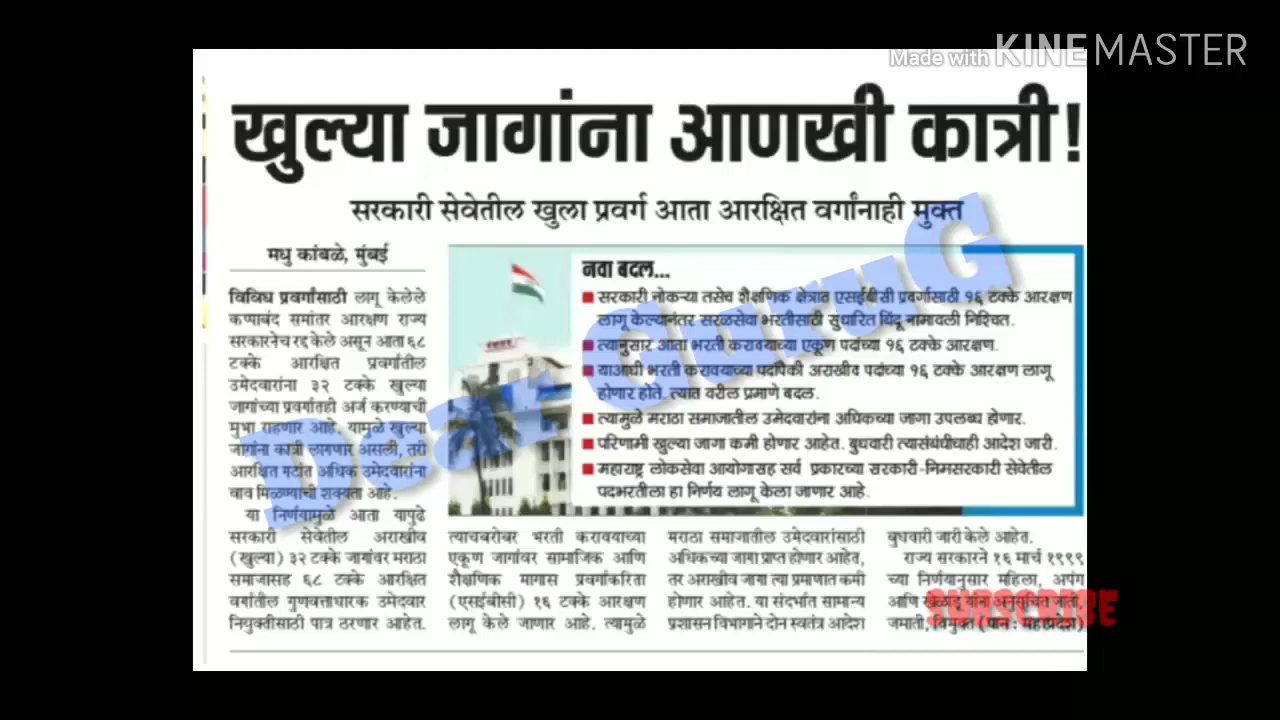 Made with KINEMASTER
खुल्या जागांना आणखी कात्री!
सरकारी सेवेतील खुला प्रवर्ग आता आरक्षित वर्गांनाही मुक्त
मधु कांबळे, मुंबई
विविध प्रवर्गांसाठी लागू केलेले
कप्पाबंद समांतर आरक्षण राज्य
सरकारनेच रद्द केले असून आता ६८
टक्के आरक्षित प्रवर्गातील
उमेदवारांना ३२ टक्के खुल्या
जागांच्या प्रवर्गातही अर्ज करण्याची
मुभा राहणार आहे. यामुळे खुल्या
जागांना कात्री लागणार असली, तरी
आरक्षित गटांत अधिक उमेदवारांना
वाव मिळण्याची शक्यता आहे.
या निर्णयामुळे आता यापुढे
सरकारी सेवेतील अराखीव
(खुल्या) ३२ टक्के जागांवर मराठा
समाजासह ६८ टक्के आरक्षित
वर्गातील गुणवत्ताधारक उमेदवार
नियुक्तीसाठी पात्र ठरणार आहेत.
नवा बदल...
सरकारी नोकऱ्या तसेच शैक्षणिक क्षेत्रात एसईबीसी प्रवर्गासाठी १६ टक्के आरक्षण
लागू केल्यानंतर सरळसेवा भरतीसाठी सुधारित बिंदू नामावली निश्चित.
त्यानुसार आता भरती करावयाच्या एकूण पदांच्या १६ टक्के आरक्षण.
याआधी भरती करावयाच्या पदांपैकी अराखीव पदांच्या १६ टक्के आरक्षण लागू
होणार होते. त्यात वरील प्रमाणे बदल.
त्यामुळे मराठा समाजातील उमेदवारांना अधिकच्या जागा उपलब्ध होणार.
परिणामी खुल्या जागा कमी होणार आहेत. बुधवारी त्यासंबंधीचाही आदेश जारी.
महाराष्ट्र लोकसेवा आयोगासह सर्व प्रकारच्या सरकारी-निमसरकारी सेवेतील
पदभरतीला हा निर्णय लागू केला जाणार आहे.
त्याचबरोबर भरती करावयाच्या
एकूण जागांवर सामाजिक आणि
शैक्षणिक मागास प्रवर्गाकरिता
(एसईबीसी) १६ टक्के आरक्षण
लागू केले जाणार आहे. त्यामुळे
मराठा समाजातील उमेदवारांसाठी
अधिकच्या जागा प्राप्त होणार आहेत,
तर अराखीव जागा त्या प्रमाणात कमी
होणार आहेत. या संदर्भात सामान्य
प्रशासन विभागाने दोन स्वतंत्र आदेश
बुधवारी जारी केले आहेत.
राज्य सरकारने १६ मार्च १९९९
च्या निर्णयानुसार महिला, अपंग
आणि खेळाडू यांना अनुसूचित जाती,
जमाती, विमुक्त (पान : महाप्रदेश)
Dear GuruG
SUBSCRIBE